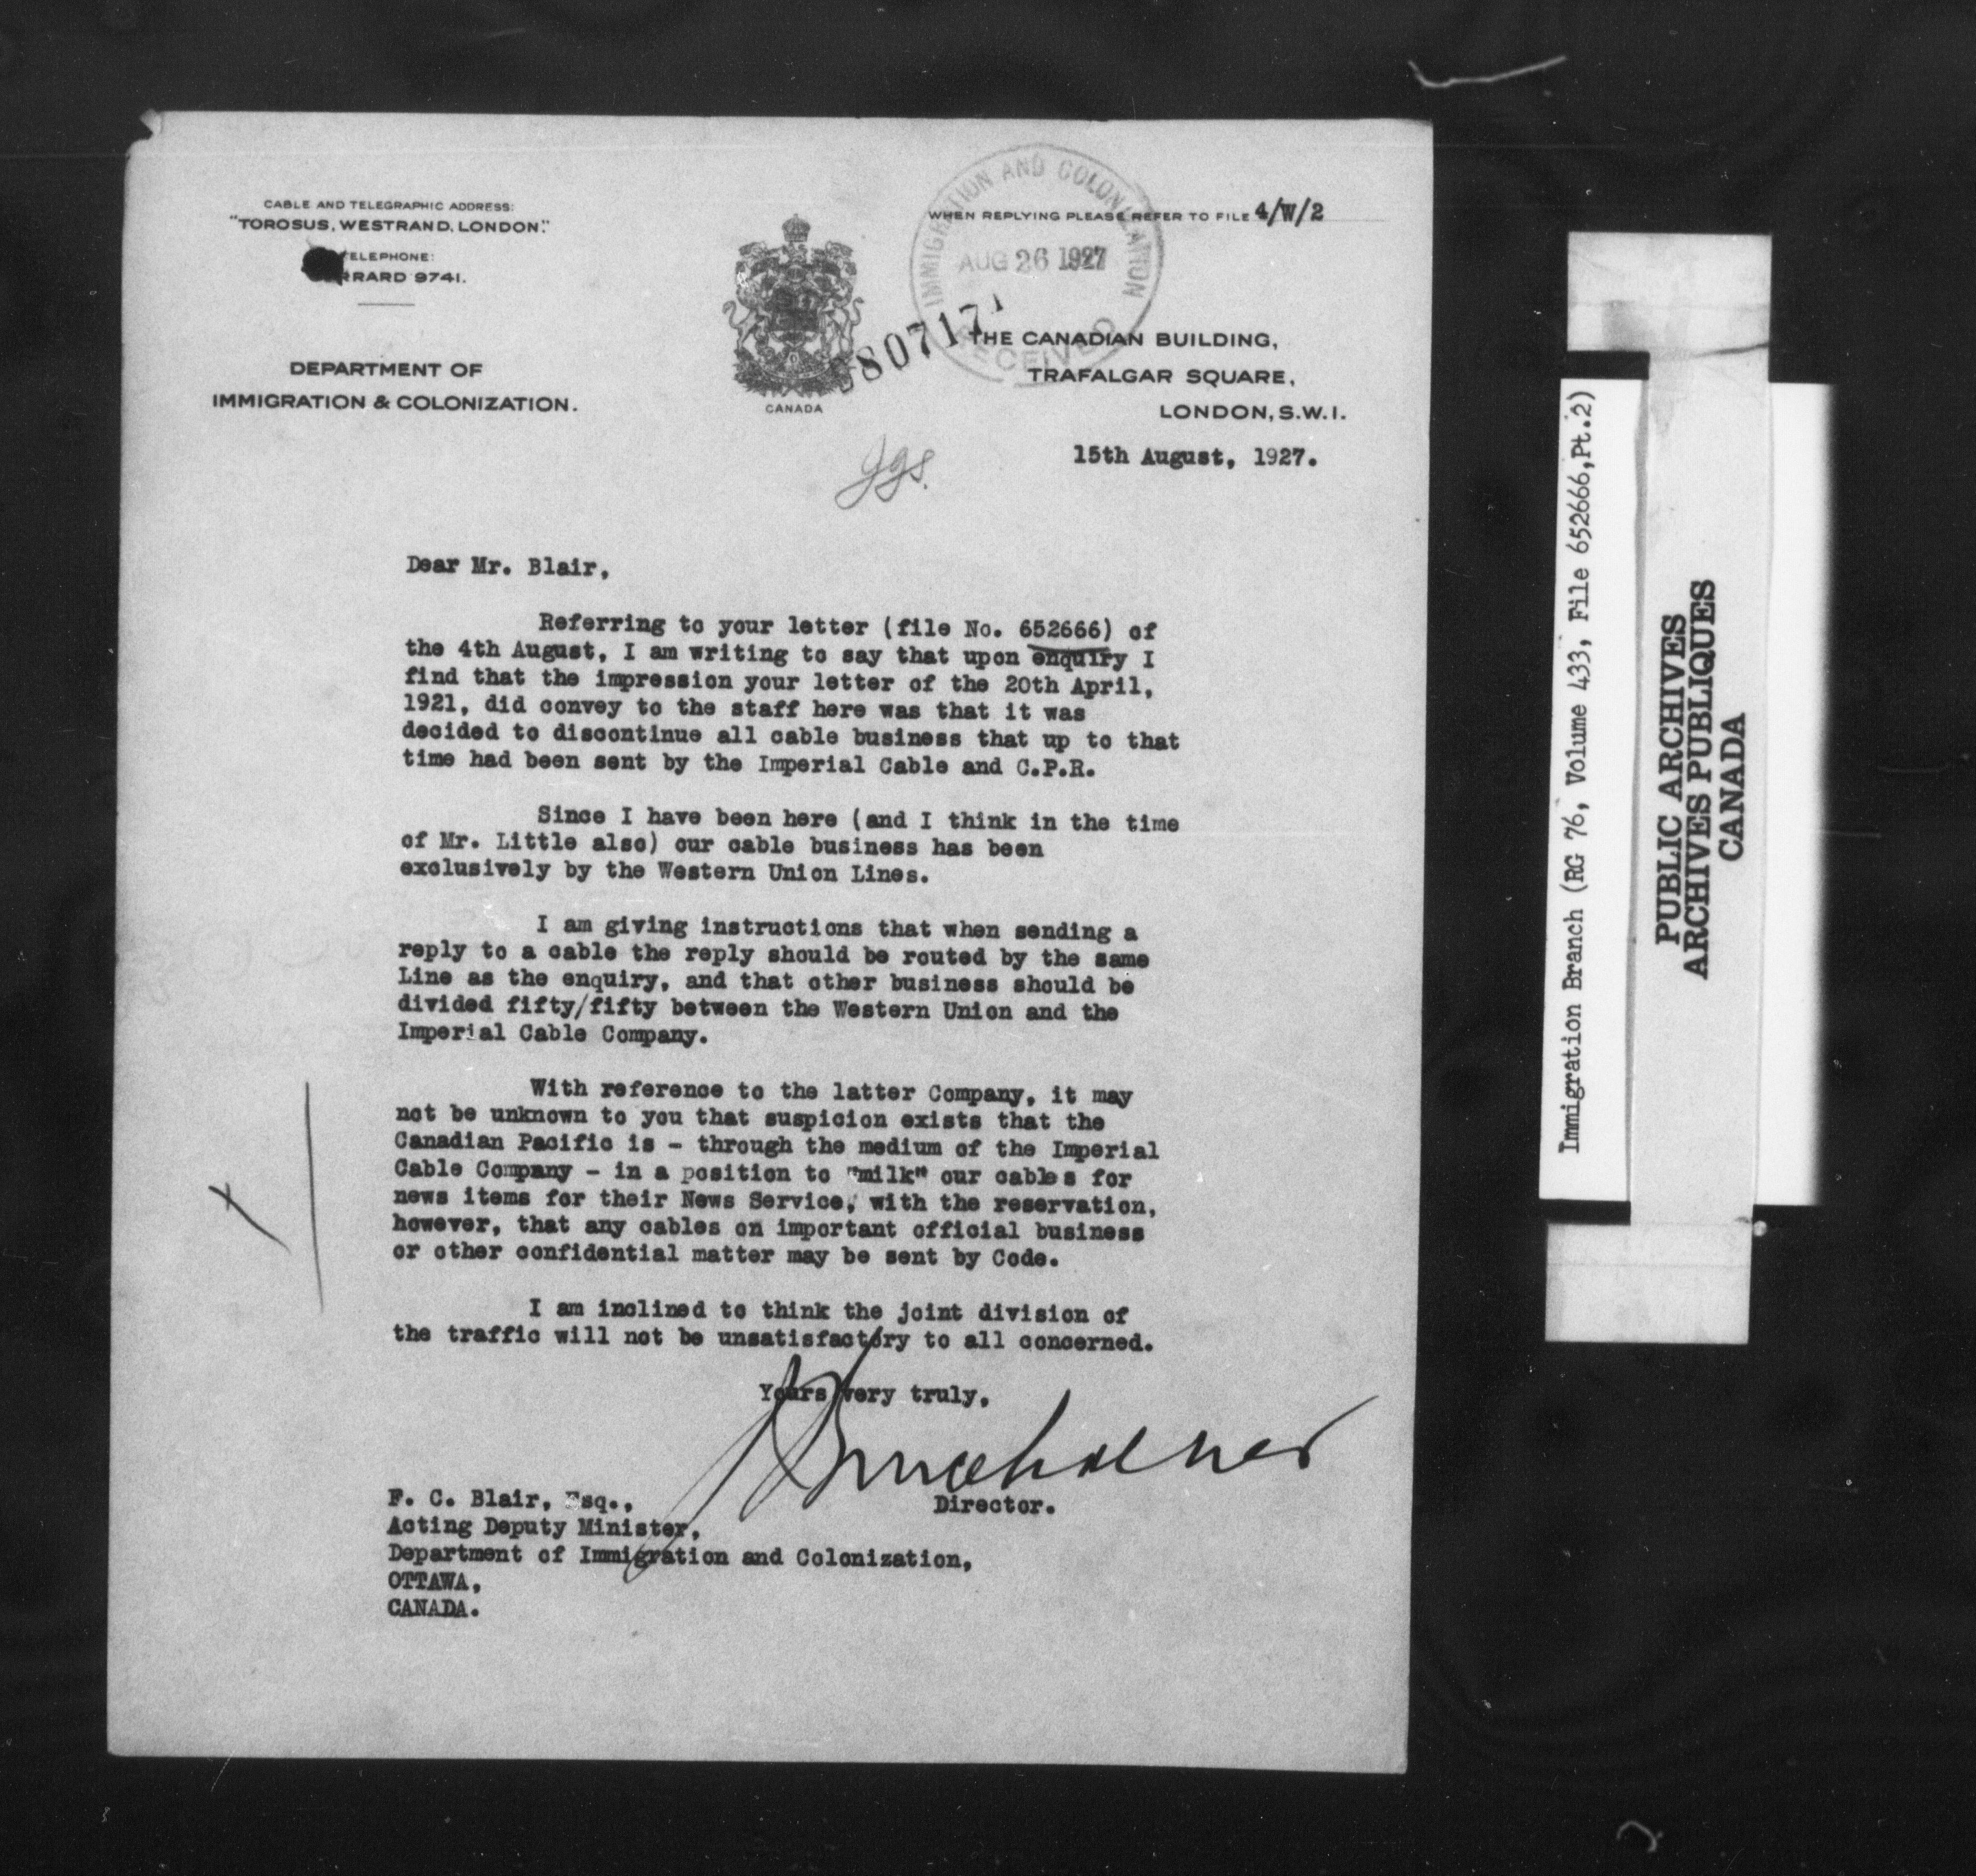 CABLE AND TELEGRAPHIC ADDRESS:
"TOROSUS, WESTRAND, LONDON."
TELEPHONE:
RRARD 9741.
DEPARTMENT OF
IMMIGRATION & COLONIZATION.
CANADA
WHEN REPLYING PLEASE REFER TO FILE 4/W/2
IMMIGRATION AND COLONIZATION
AUG 26 1927
RECEIVED
807171
THE CANADIAN BUILDING,
TRAFALGAR SQUARE,
LONDON, S.W.1.
15th August, 1927.
Dear Mr. Blair,
Referring to your letter (file No. 652666) of
the 4th August, I am writing to say that upon enquiry I
find that the impression your letter of the 20th April,
1921, did convey to the staff here was that it was
decided to discontinue all cable business that up to that
time had been sent by the Imperial Cable and C.P.R.
Since I have been here (and I think in the time
of Mr. Little also) our cable business has been
exclusively by the Western Union Lines.
I am giving instructions that when sending a
reply to a cable the reply should be routed by the same
Line as the enquiry, and that other business should be
divided fifty/fifty between the Western Union and the
Imperial Cable Company.
With reference to the latter Company, it may
not be unknown to you that suspicion exists that the
Canadian Pacific is - through the medium of the Imperial
Cable Company - in a position to "milk" our cables for
news items for their News Service, with the reservation,
however, that any cables on important official business
or other confidential matter may be sent by Code.
I am inclined to think the joint division of
the traffic will not be unsatisfactory to all concerned.
Yours very truly,
Director.
F. C. Blair, Esq.,
Acting Deputy Minister,
Department of Immigration and Colonization,
OTTAWA,
CANADA.
Immigration Branch (RG 76, Volume 433, File 652666,Pt.2)
PUBLIC ARCHIVES
ARCHIVES PUBLIQUES
CANADA